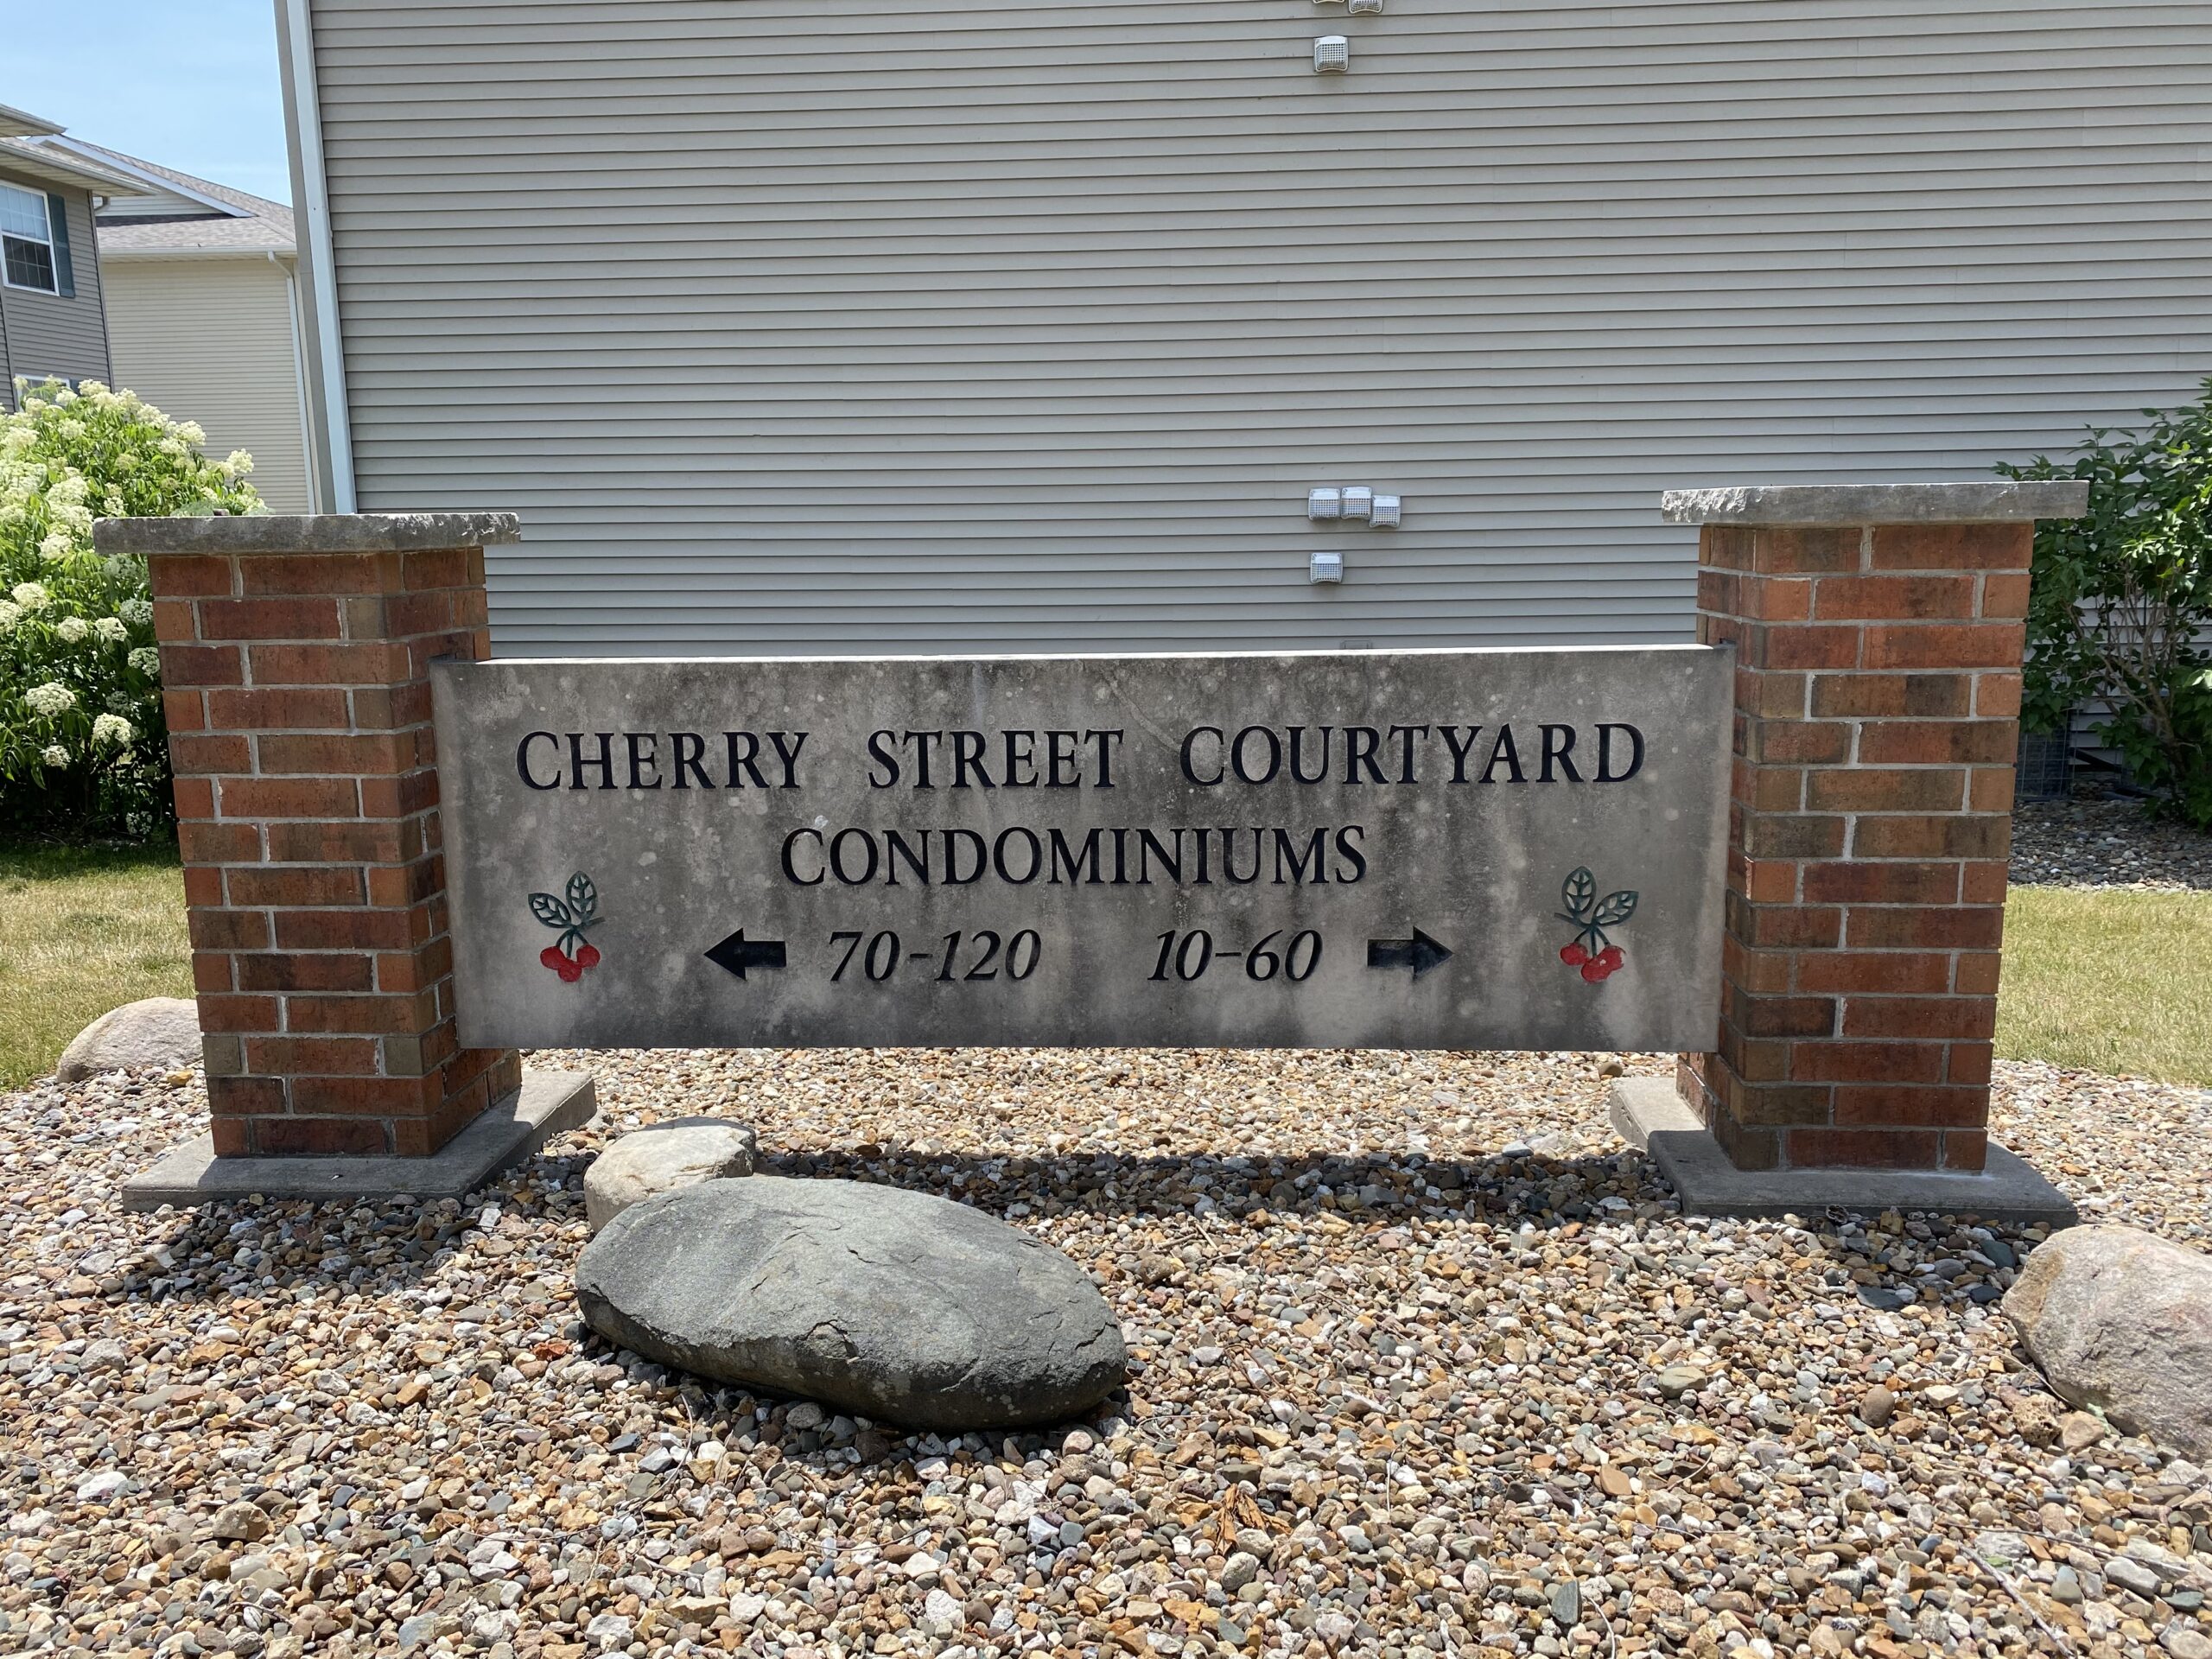 CHERRY STREET COURTYARD
CONDOMINIUMS
70-120 10-60